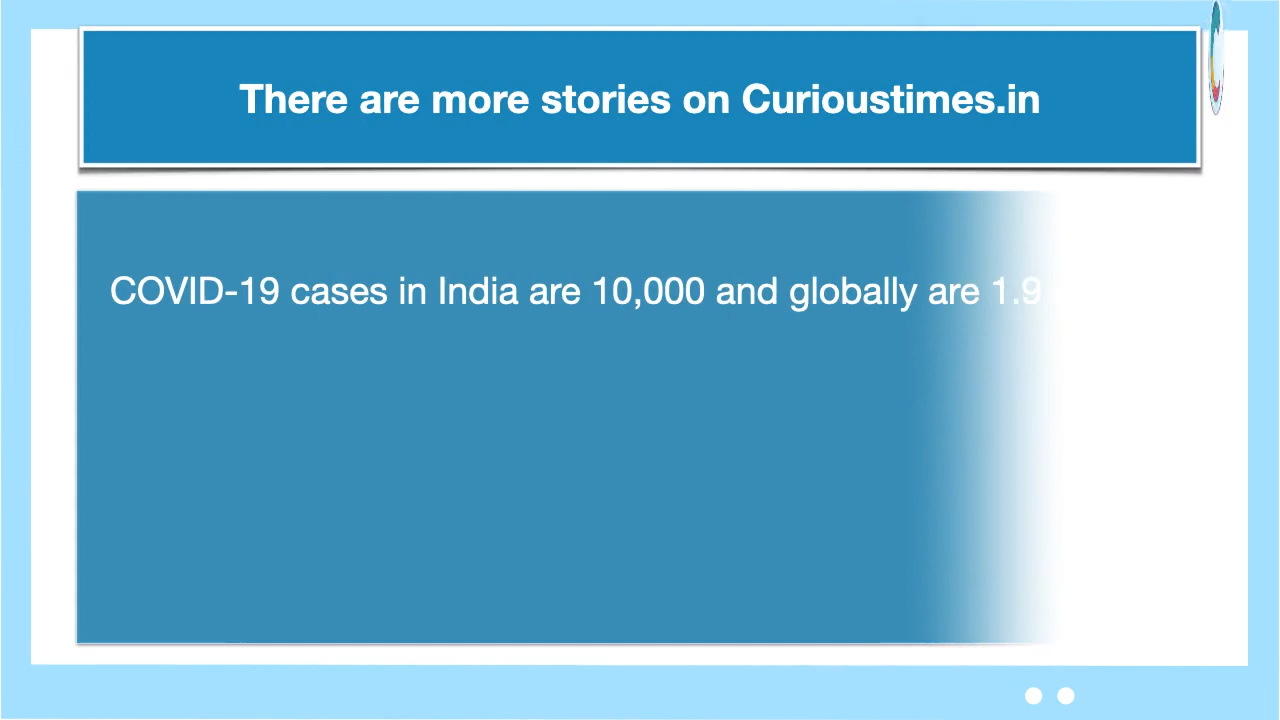 There are more stories on Curioustimes.in
COVID-19 cases in India are 10,000 and globally are 1.9